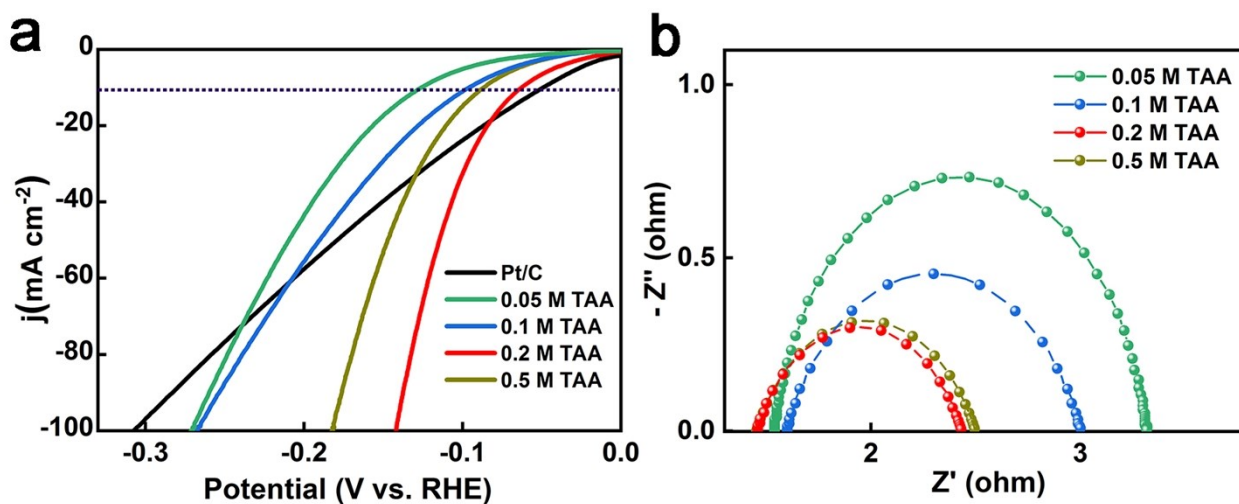 a
0
-20
-40
-60
-80
-100
j(mA cm⁻²)
-0.3
-0.2
-0.1
0.0
Potential (V vs. RHE)
Pt/C
0.05 M TAA
0.1 M TAA
0.2 M TAA
0.5 M TAA
b
1.0
0.5
0.0
- Z'' (ohm)
2
3
Z' (ohm)
0.05 M TAA
0.1 M TAA
0.2 M TAA
0.5 M TAA